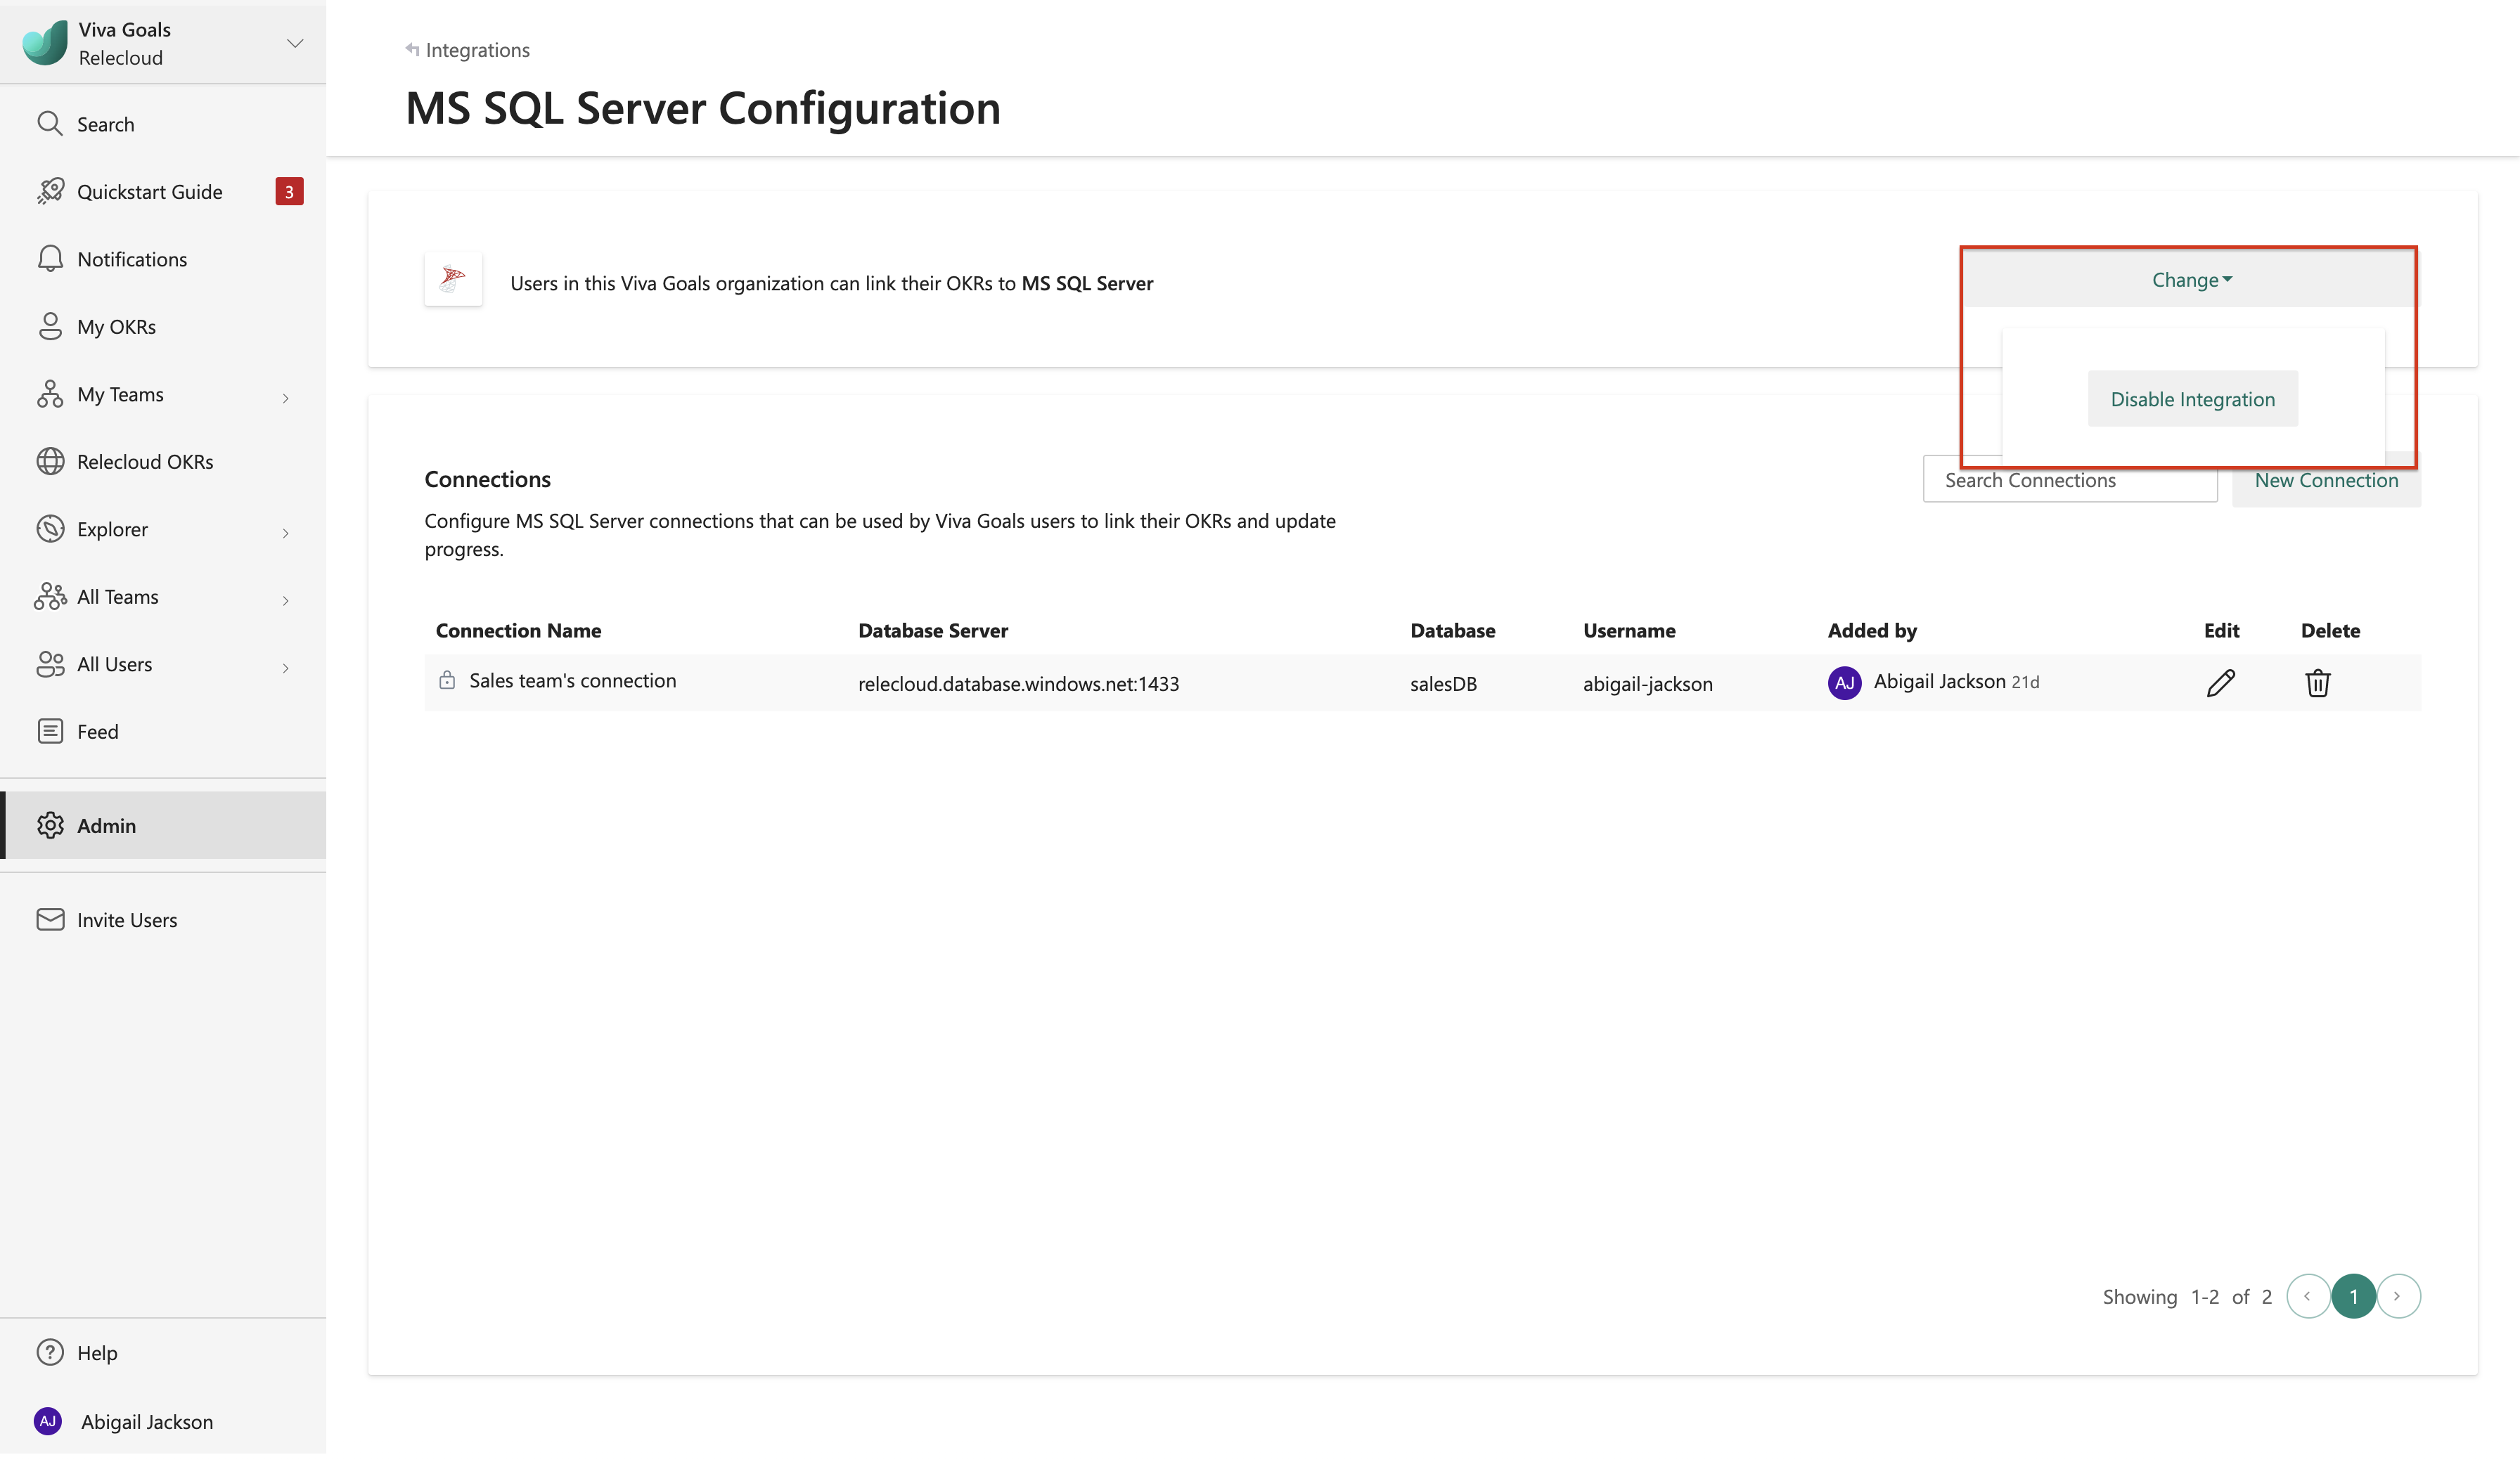 Viva Goals
Relecloud
Search
Quickstart Guide 3
Notifications
My OKRs
My Teams
Relecloud OKRs
Explorer
All Teams
All Users
Feed
Admin
Invite Users
Help
AJ Abigail Jackson
Integrations
MS SQL Server Configuration
Users in this Viva Goals organization can link their OKRs to MS SQL Server
Change
Disable Integration
Connections
Search Connections
New Connection
Configure MS SQL Server connections that can be used by Viva Goals users to link their OKRs and update
progress.
Connection Name Database Server Database Username Added by Edit Delete
Sales team's connection relecloud.database.windows.net:1433 salesDB abigail-jackson AJ Abigail Jackson 21d
Showing 1-2 of 2 1